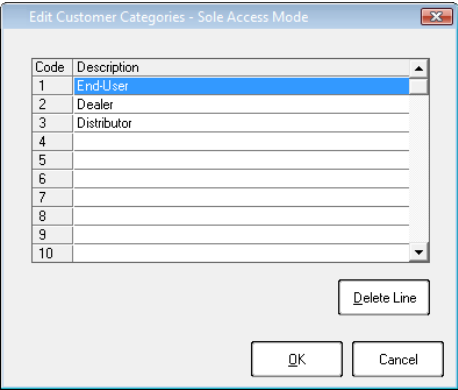 Edit Customer Categories - Sole Access Mode
Code Description
1 End-User
2 Dealer
3 Distributor
4
5
6
7
8
9
10
Delete Line
OK Cancel